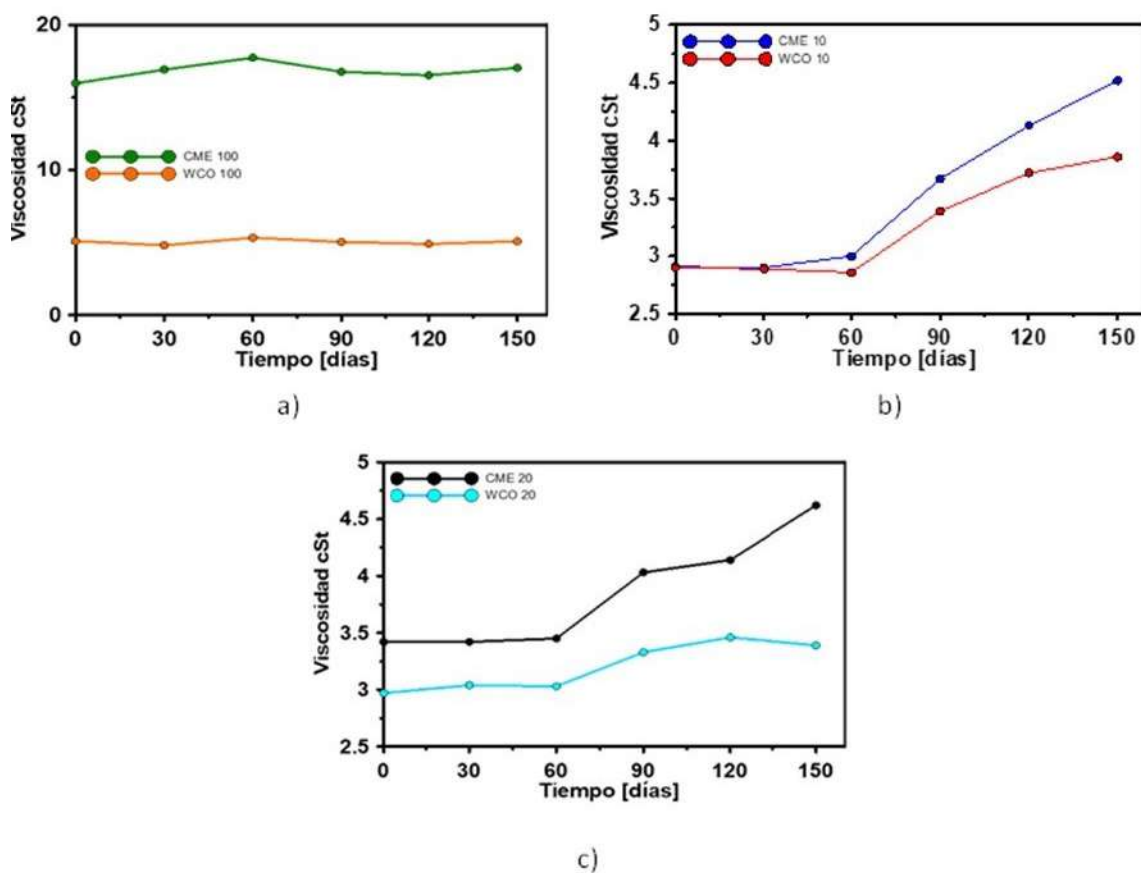 20
CME 100
WCO 100
10
0
Viscosidad cSt
0 30 60 90 120 150
Tiempo [días]
a)
5
CME 10
WCO 10
4.5
4
3.5
3
2.5
Viscosidad cSt
0 30 60 90 120 150
Tiempo [días]
b)
5
CME 20
WCO 20
4.5
4
3.5
3
2.5
Viscosidad cSt
0 30 60 90 120 150
Tiempo [días]
c)